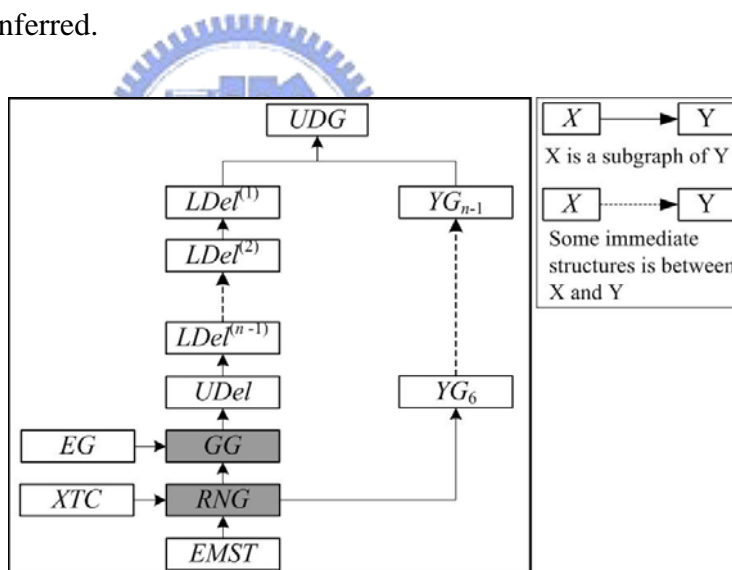 nferred.
UDG
LDel(1)
YGn-1
LDel(2)
LDel(n-1)
UDel
YG6
EG
GG
XTC
RNG
EMST
X Y
X is a subgraph of Y
X Y
Some immediate
structures is between
X and Y